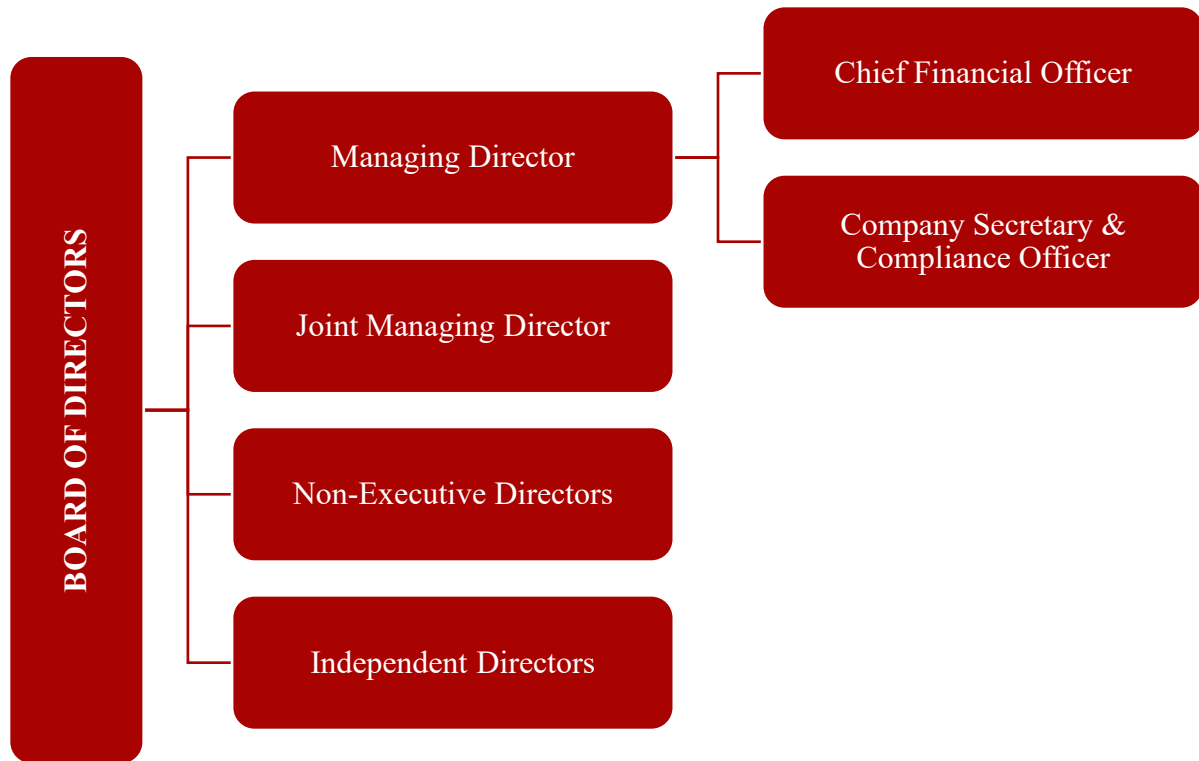 BOARD OF DIRECTORS
Managing Director
Joint Managing Director
Non-Executive Directors
Independent Directors
Chief Financial Officer
Company Secretary &
Compliance Officer